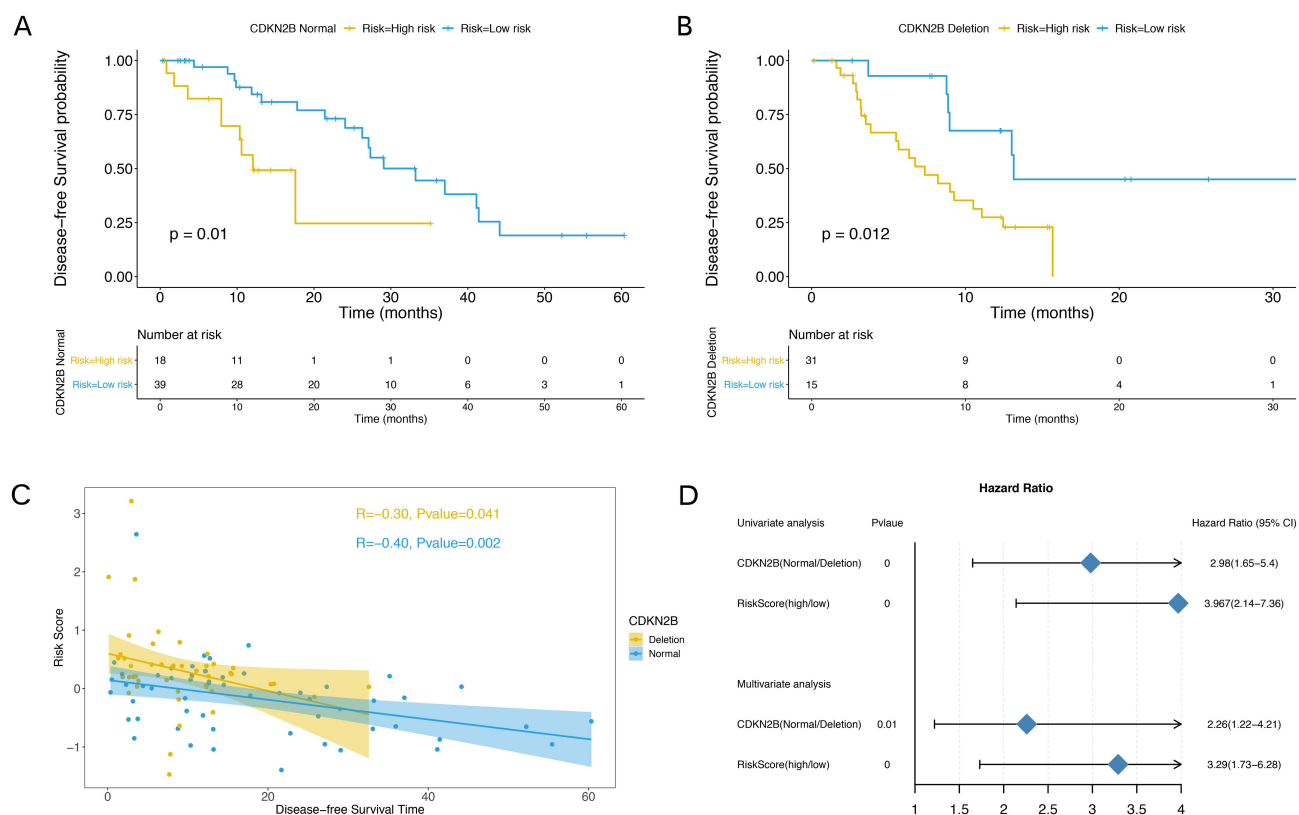 A
CDKN2B Normal Risk=High risk Risk=Low risk
Disease−free Survival probability
1.00
0.75
0.50
0.25
0.00
p = 0.01
0 10 20 30 40 50 60
Time (months)
CDKN2B Normal
Number at risk
Risk=High risk 18 11 1 1 0 0 0
Risk=Low risk 39 28 20 10 6 3 1
0 10 20 30 40 50 60
Time (months)
B
CDKN2B Deletion Risk=High risk Risk=Low risk
Disease−free Survival probability
1.00
0.75
0.50
0.25
0.00
p = 0.012
0 10 20 30
Time (months)
CDKN2B Deletion
Number at risk
Risk=High risk 31 9 0 0
Risk=Low risk 15 8 4 1
0 10 20 30
Time (months)
C
Risk Score
3
2
1
0
−1
R=−0.30, Pvalue=0.041
R=−0.40, Pvalue=0.002
0 20 40 60
Disease−free Survival Time
CDKN2B
Deletion
Normal
D
Hazard Ratio
Univariate analysis Pvlaue Hazard Ratio (95% CI)
CDKN2B(Normal/Deletion) 0 2.98(1.65−5.4)
RiskScore(high/low) 0 3.967(2.14−7.36)
Multivariate analysis
CDKN2B(Normal/Deletion) 0.01 2.26(1.22−4.21)
RiskScore(high/low) 0 3.29(1.73−6.28)
1 1.5 2 2.5 3 3.5 4